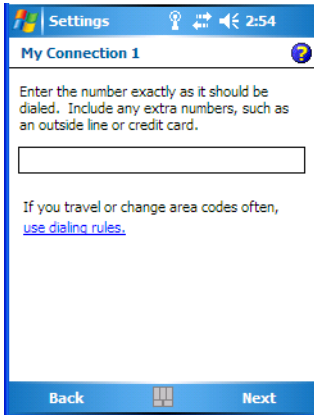 Settings 2:54
My Connection 1
Enter the number exactly as it should be
dialed. Include any extra numbers, such as
an outside line or credit card.
If you travel or change area codes often,
use dialing rules.
Back Next